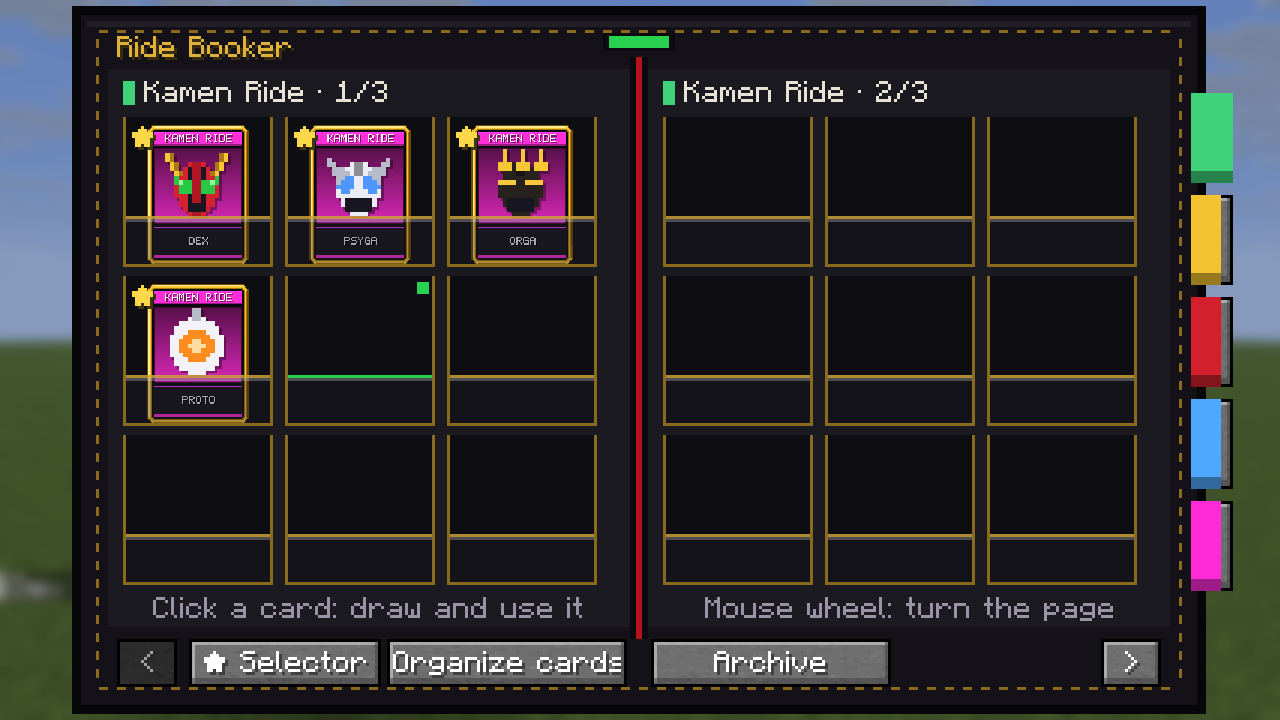 Ride Booker
Kamen Ride · 1/3
KAMEN RIDE
DEX
KAMEN RIDE
PSYGA
KAMEN RIDE
ORGA
KAMEN RIDE
PROTO
Click a card: draw and use it
< Selector Organize cards
Kamen Ride · 2/3
Mouse wheel: turn the page
Archive >